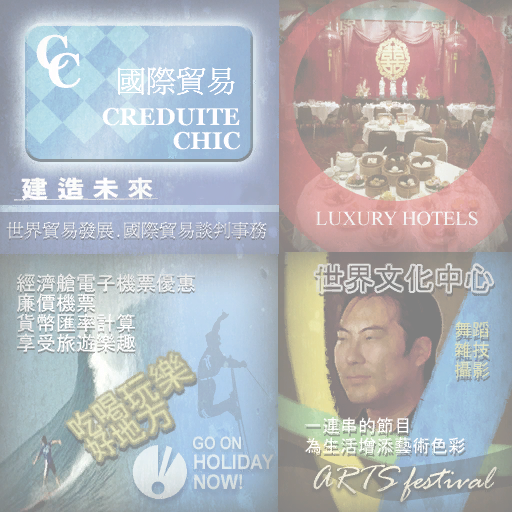 CC
國際貿易
CREDUITE
CHIC
建造未來
世界貿易發展.國際貿易談判事務
LUXURY HOTELS
經濟艙電子機票優惠
廉價機票
貨幣匯率計算
享受旅遊樂趣
吃喝玩樂
好地方
GO ON
HOLIDAY
NOW!
世界文化中心
舞蹈
雜技
攝影
一連串的節目
為生活增添藝術色彩
ARTS festival